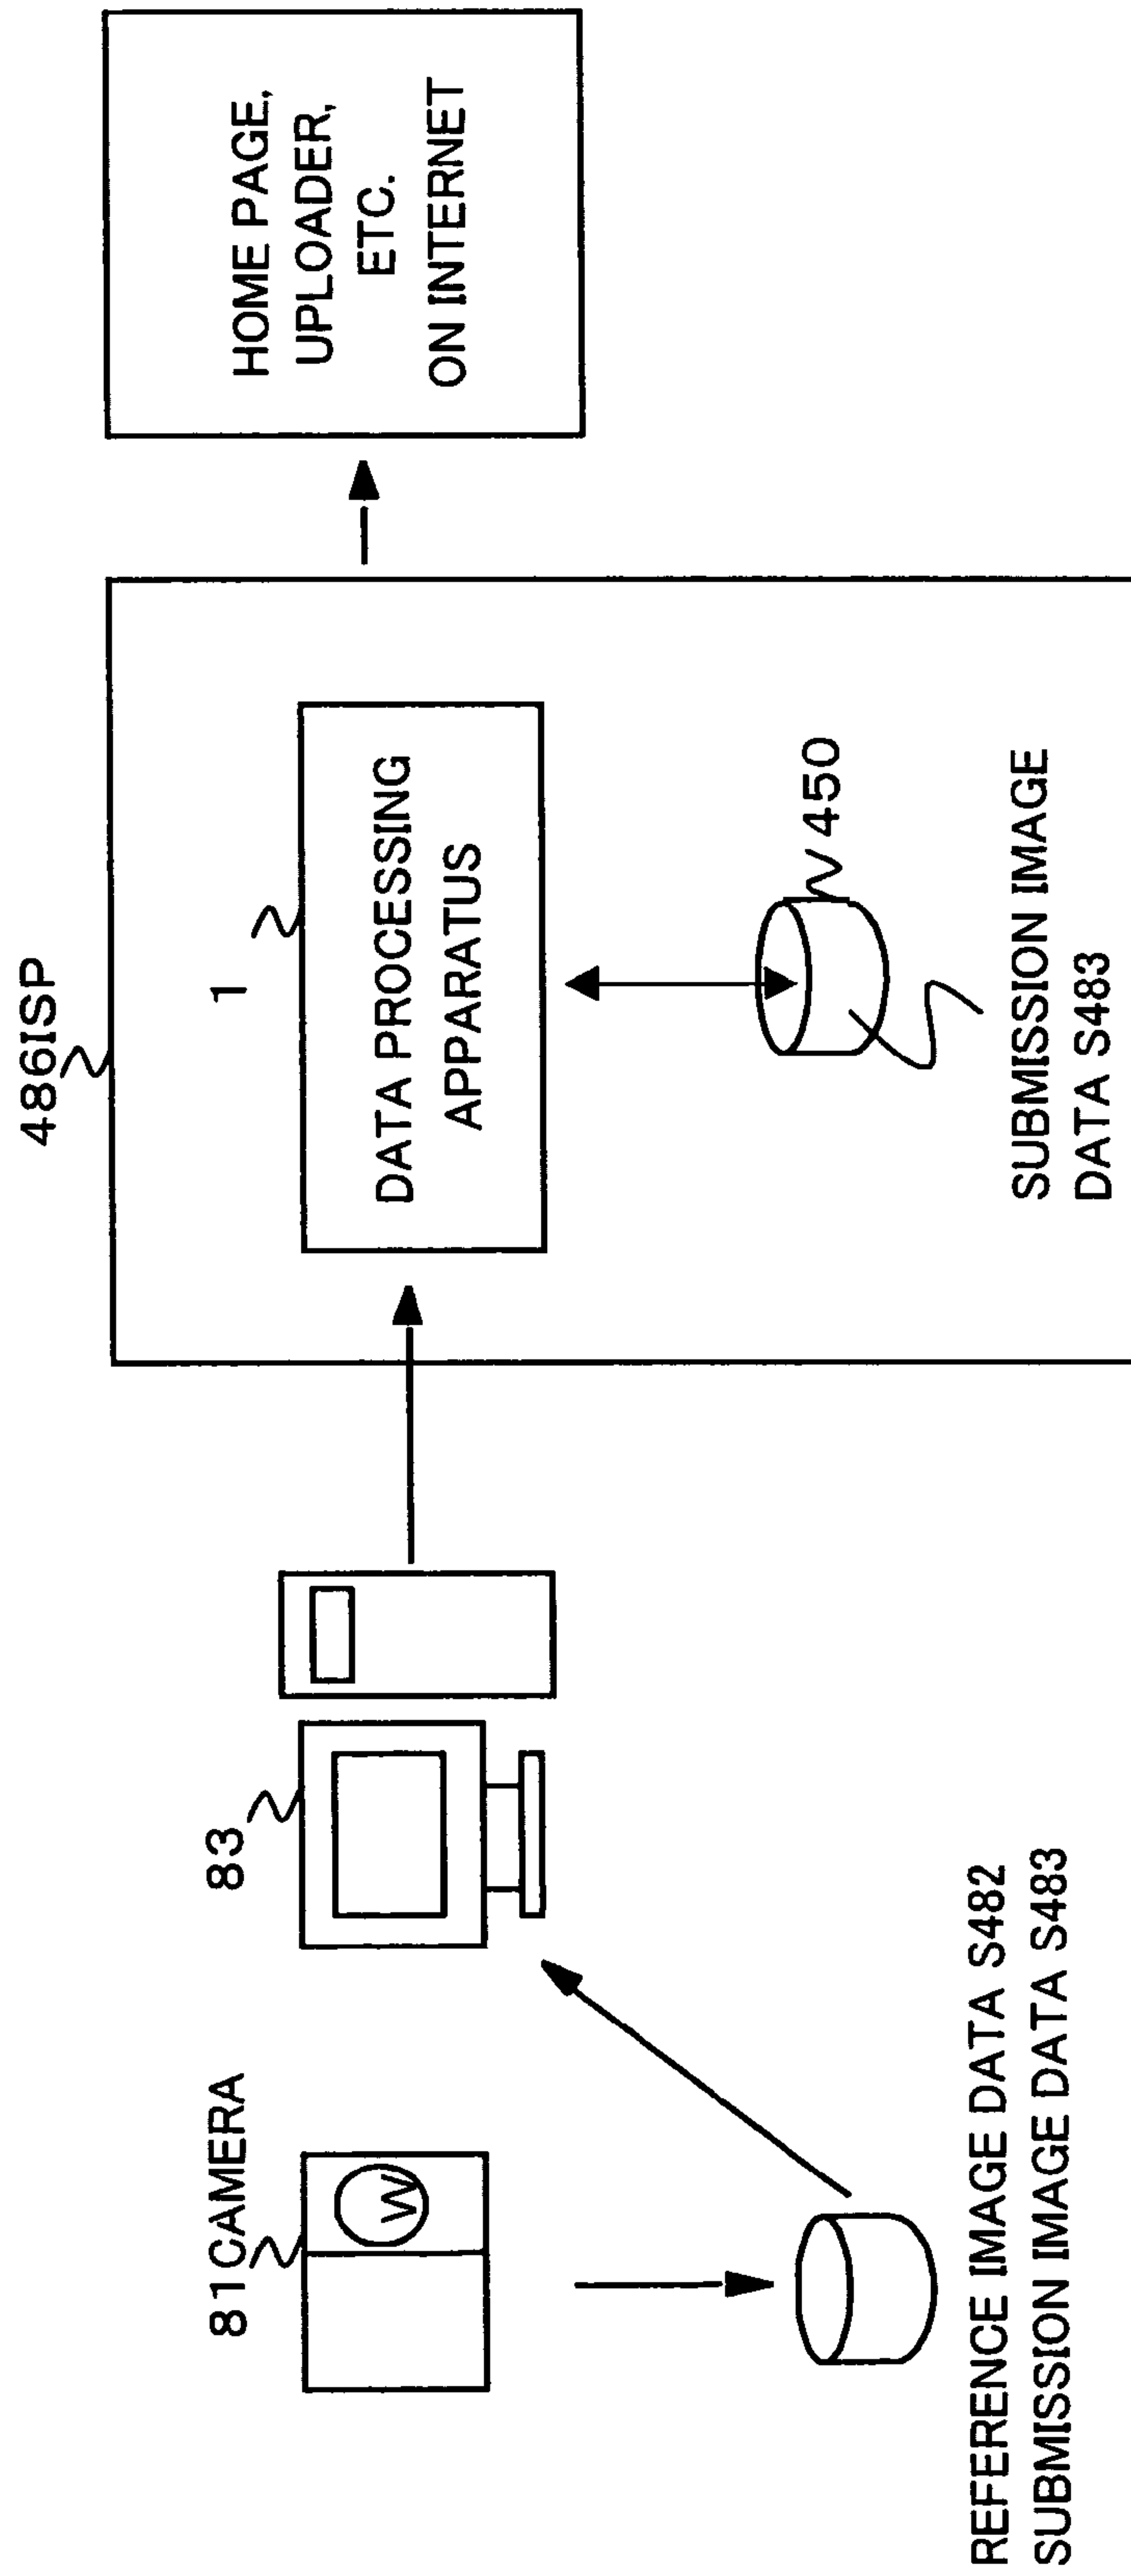 81 CAMERA
W
REFERENCE IMAGE DATA S482
SUBMISSION IMAGE DATA S483
83
486ISP
1
DATA PROCESSING
APPARATUS
450
SUBMISSION IMAGE
DATA S483
HOME PAGE,
UPLOADER,
ETC.
ON INTERNET